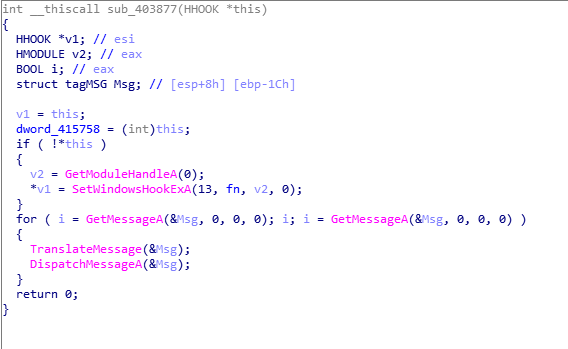 int __thiscall sub_403877(HHOOK *this)
{
  HHOOK *v1; // esi
  HMODULE v2; // eax
  BOOL i; // eax
  struct tagMSG Msg; // [esp+8h] [ebp-1Ch]

  v1 = this;
  dword_415758 = (int)this;
  if ( !*this )
  {
    v2 = GetModuleHandleA(0);
    *v1 = SetWindowsHookExA(13, fn, v2, 0);
  }
  for ( i = GetMessageA(&Msg, 0, 0, 0); i; i = GetMessageA(&Msg, 0, 0, 0) )
  {
    TranslateMessage(&Msg);
    DispatchMessageA(&Msg);
  }
  return 0;
}